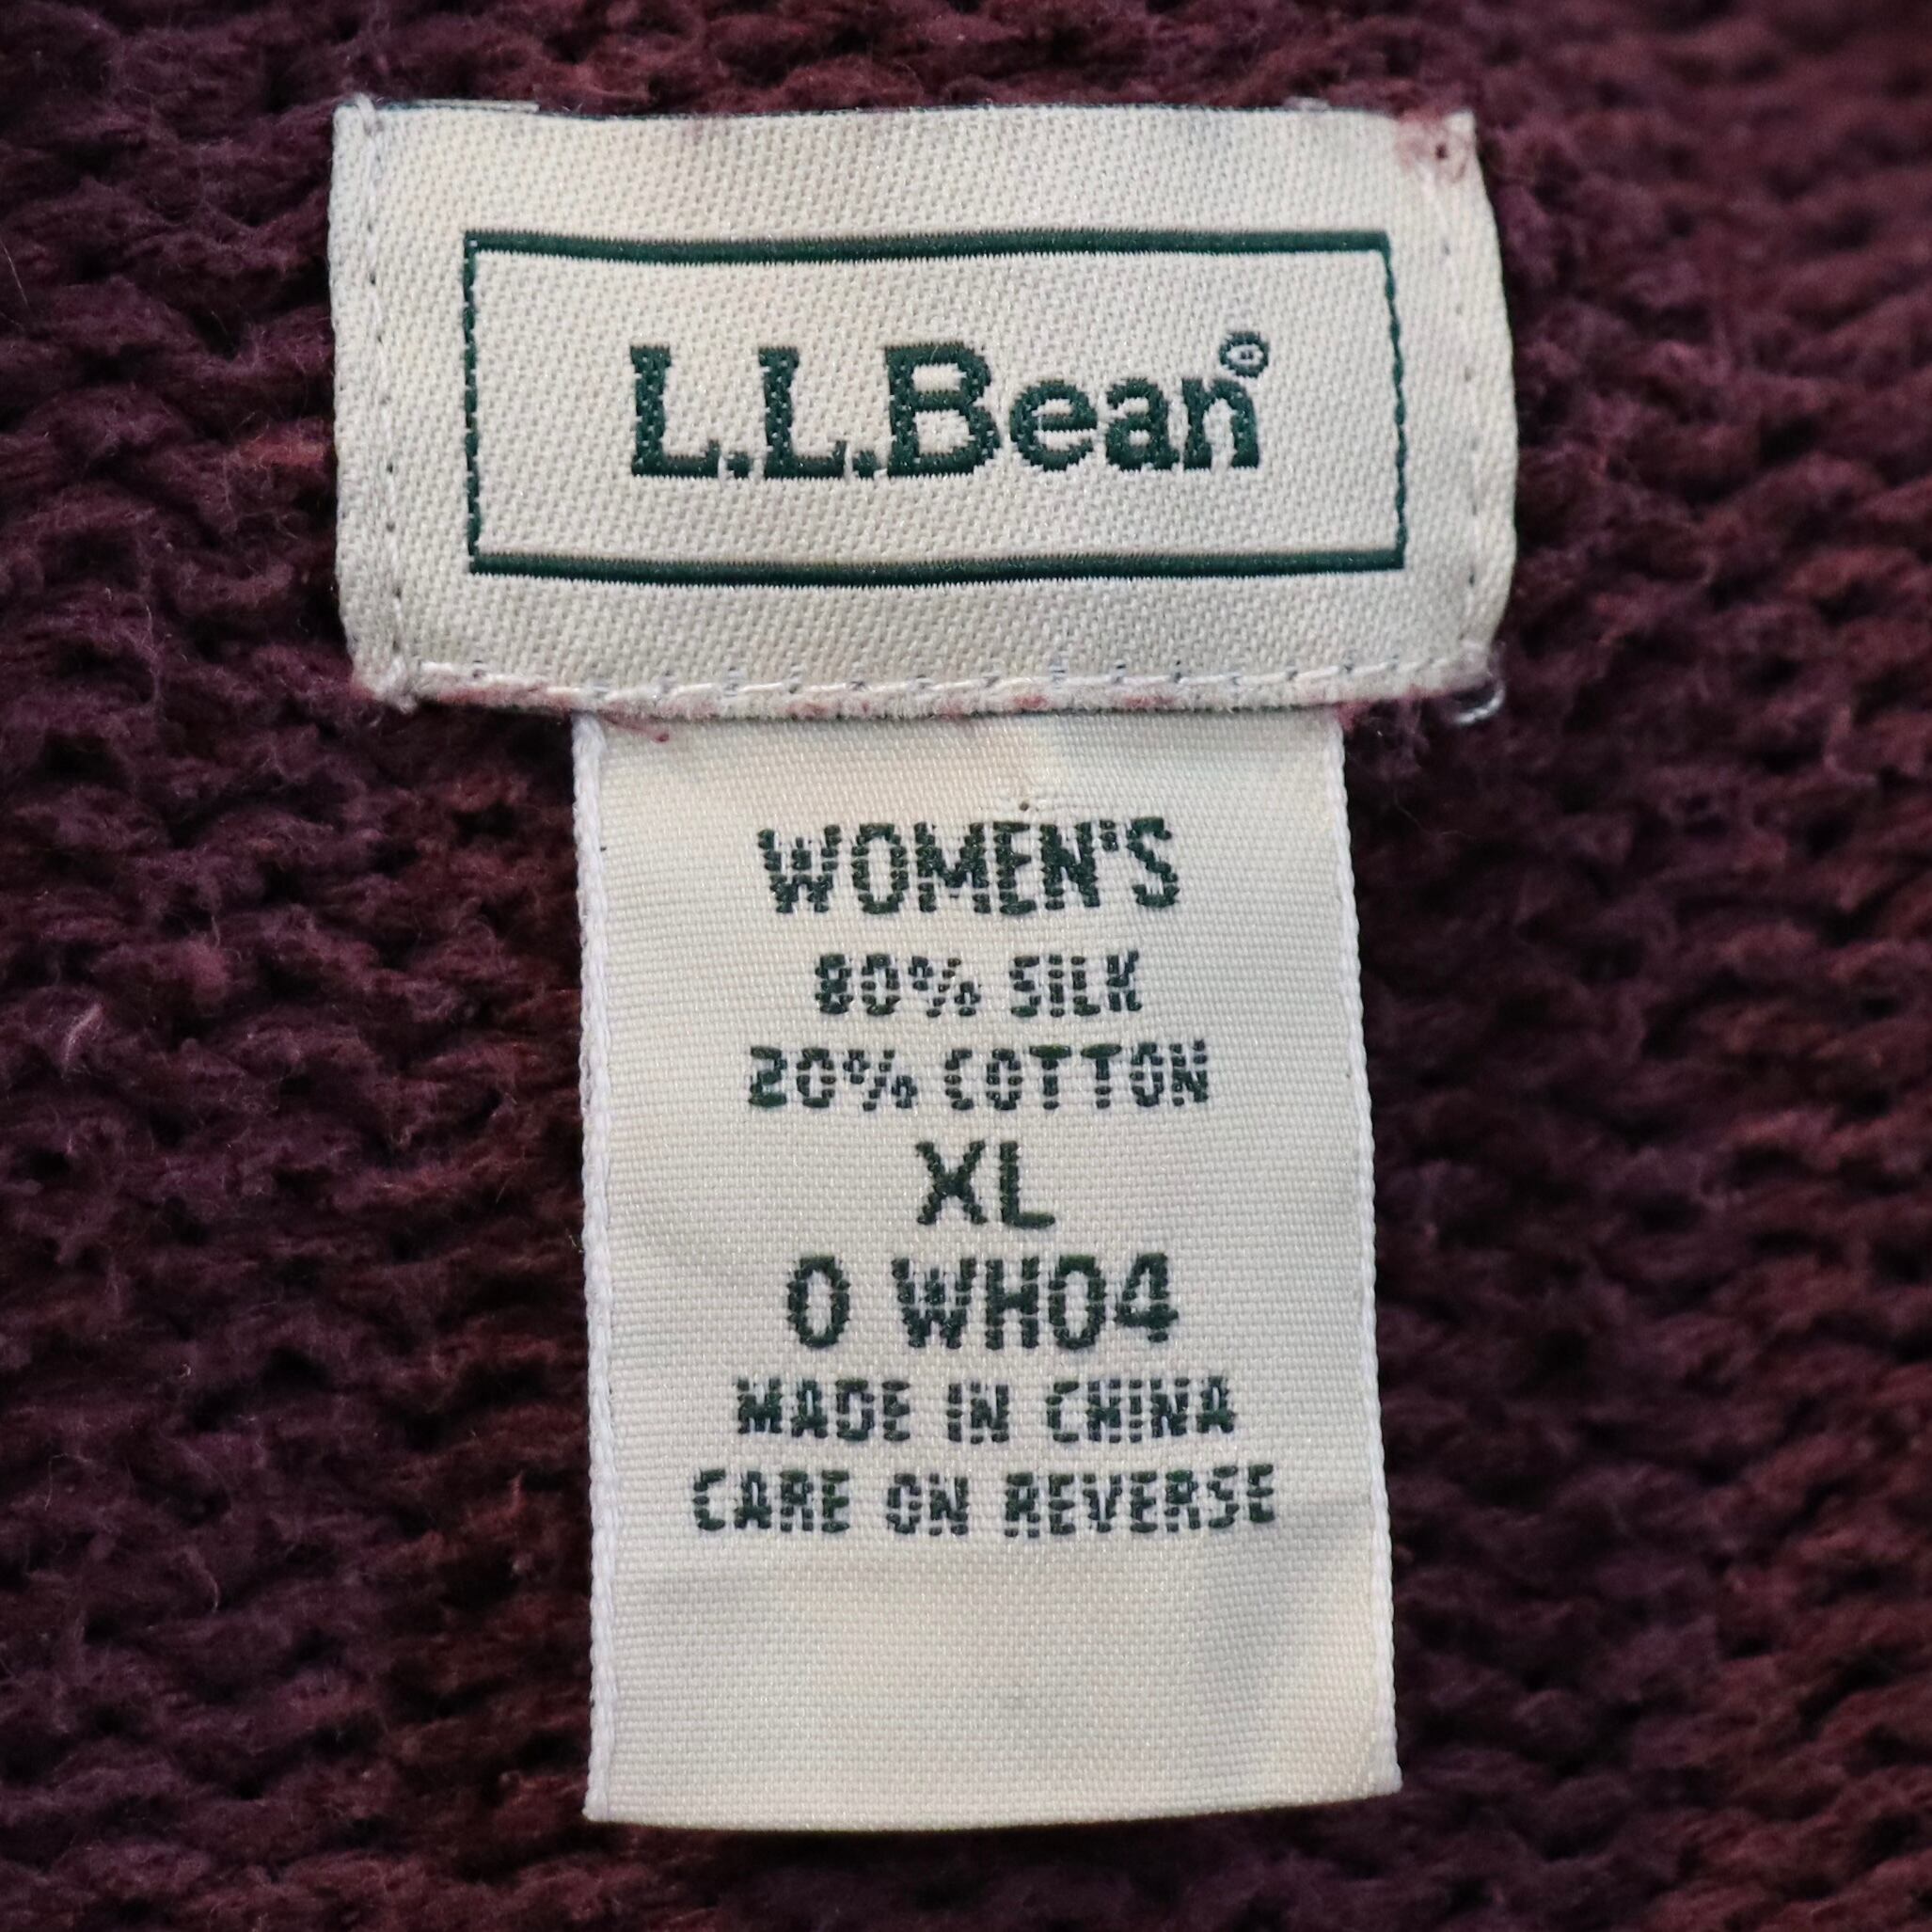 L.L.Bean®
WOMEN'S
80% SILK
20% COTTON
XL
0 WH04
MADE IN CHINA
CARE ON REVERSE